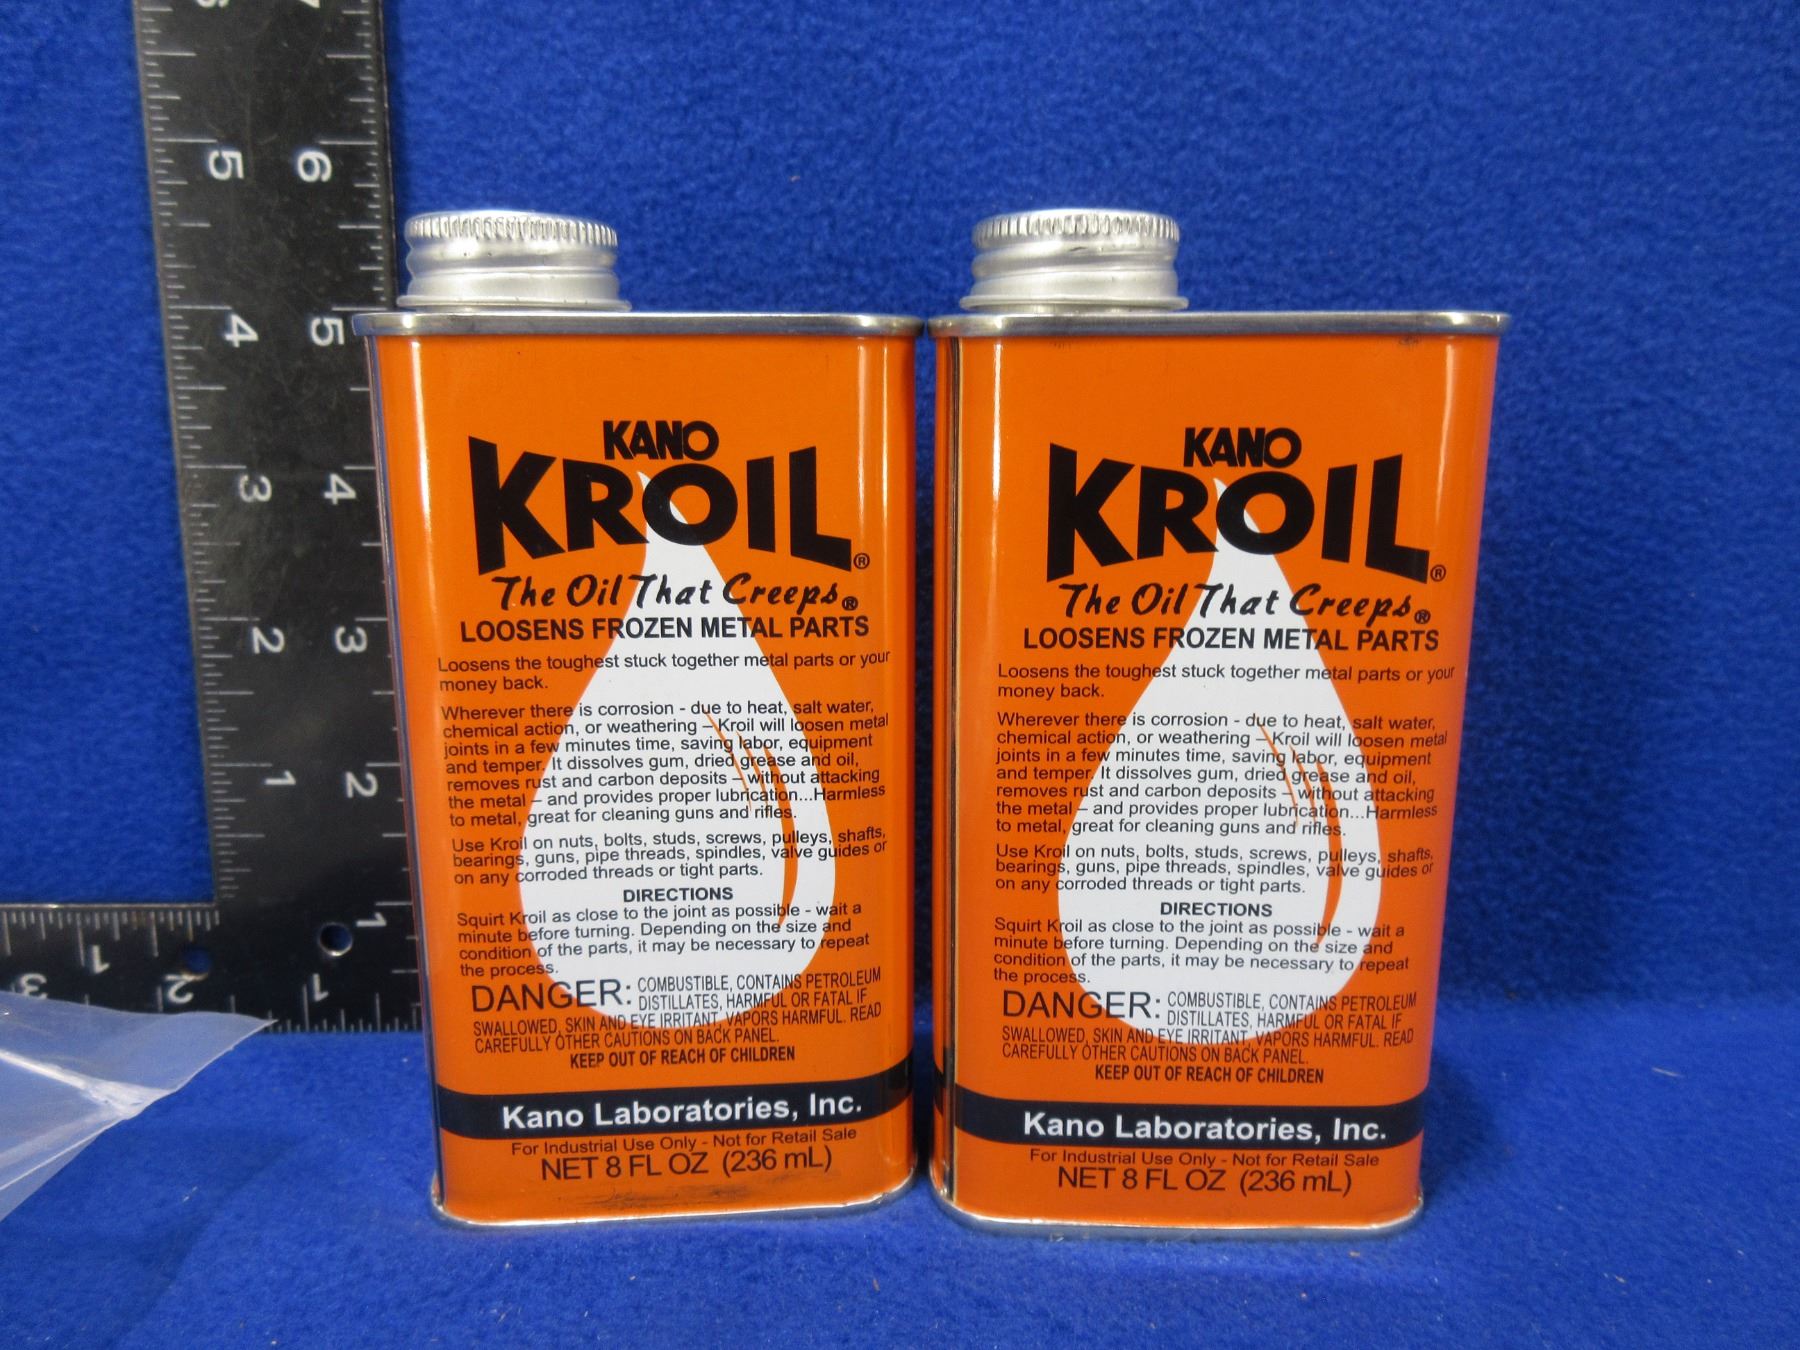 7
5 6
4 5
3 4
2 3
1 2
1
3 2 1 1
KANO
KROIL®
The Oil That Creeps®
LOOSENS FROZEN METAL PARTS
Loosens the toughest stuck together metal parts or your
money back.
Wherever there is corrosion - due to heat, salt water,
chemical action, or weathering – Kroil will loosen metal
joints in a few minutes time, saving labor, equipment
and temper. It dissolves gum, dried grease and oil,
removes rust and carbon deposits – without attacking
the metal – and provides proper lubrication...Harmless
to metal, great for cleaning guns and rifles.
Use Kroil on nuts, bolts, studs, screws, pulleys, shafts,
bearings, guns, pipe threads, spindles, valve guides or
on any corroded threads or tight parts.
DIRECTIONS
Squirt Kroil as close to the joint as possible - wait a
minute before turning. Depending on the size and
condition of the parts, it may be necessary to repeat
the process.
DANGER: COMBUSTIBLE, CONTAINS PETROLEUM
DISTILLATES, HARMFUL OR FATAL IF
SWALLOWED, SKIN AND EYE IRRITANT, VAPORS HARMFUL. READ
CAREFULLY OTHER CAUTIONS ON BACK PANEL.
KEEP OUT OF REACH OF CHILDREN
Kano Laboratories, Inc.
For Industrial Use Only - Not for Retail Sale
NET 8 FL OZ (236 mL)
KANO
KROIL®
The Oil That Creeps®
LOOSENS FROZEN METAL PARTS
Loosens the toughest stuck together metal parts or your
money back.
Wherever there is corrosion - due to heat, salt water,
chemical action, or weathering – Kroil will loosen metal
joints in a few minutes time, saving labor, equipment
and temper. It dissolves gum, dried grease and oil,
removes rust and carbon deposits – without attacking
the metal – and provides proper lubrication...Harmless
to metal, great for cleaning guns and rifles.
Use Kroil on nuts, bolts, studs, screws, pulleys, shafts,
bearings, guns, pipe threads, spindles, valve guides or
on any corroded threads or tight parts.
DIRECTIONS
Squirt Kroil as close to the joint as possible - wait a
minute before turning. Depending on the size and
condition of the parts, it may be necessary to repeat
the process.
DANGER: COMBUSTIBLE, CONTAINS PETROLEUM
DISTILLATES, HARMFUL OR FATAL IF
SWALLOWED, SKIN AND EYE IRRITANT, VAPORS HARMFUL. READ
CAREFULLY OTHER CAUTIONS ON BACK PANEL.
KEEP OUT OF REACH OF CHILDREN
Kano Laboratories, Inc.
For Industrial Use Only - Not for Retail Sale
NET 8 FL OZ (236 mL)